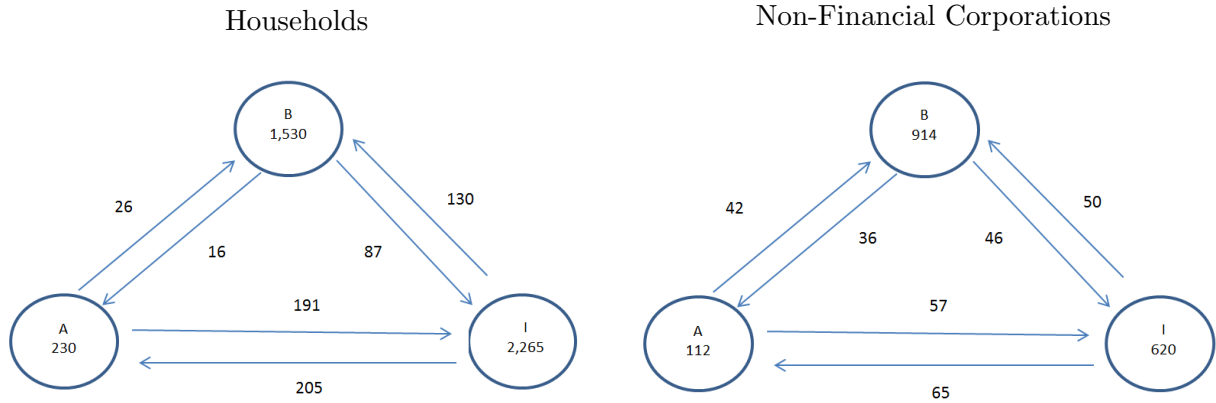 Households
B
1,530
26
130
16
87
191
A
230
I
2,265
205
Non-Financial Corporations
B
914
42
50
36
46
57
A
112
I
620
65